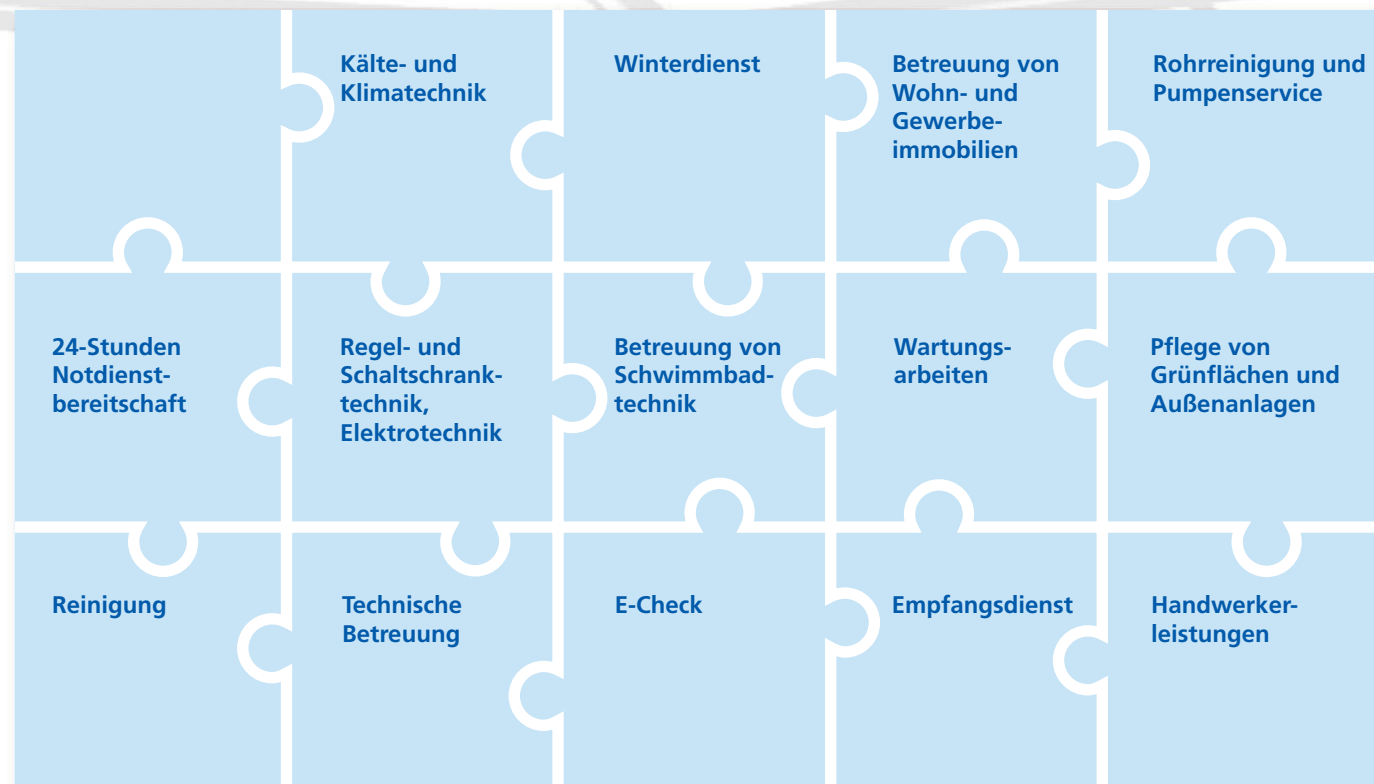 Kälte- und
Klimatechnik
Winterdienst
Betreuung von
Wohn- und
Gewerbe-
immobilien
Rohrreinigung und
Pumpenservice
24-Stunden
Notdienst-
bereitschaft
Regel- und
Schaltschrank-
technik,
Elektrotechnik
Betreuung von
Schwimmbad-
technik
Wartungs-
arbeiten
Pflege von
Grünflächen und
Außenanlagen
Reinigung
Technische
Betreuung
E-Check
Empfangsdienst
Handwerker-
leistungen